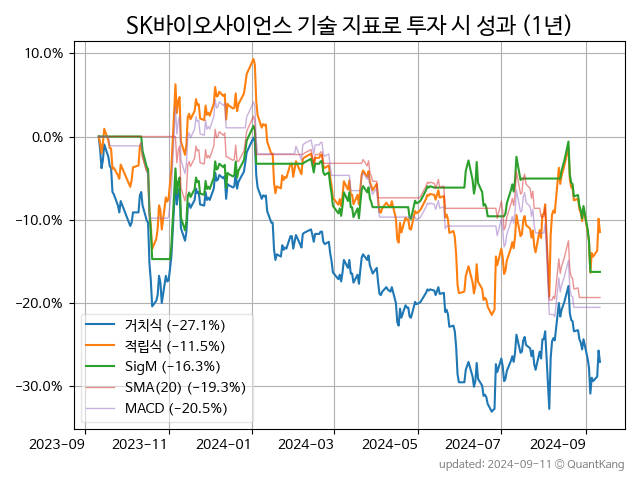 SK바이오사이언스 기술 지표로 투자 시 성과 (1년)
10.0%
0.0%
−10.0%
−20.0%
−30.0%
거치식 (−27.1%)
적립식 (−11.5%)
SigM (−16.3%)
SMA(20) (−19.3%)
MACD (−20.5%)
2023-09 2023-11 2024-01 2024-03 2024-05 2024-07 2024-09
updated: 2024-09-11 © QuantKang